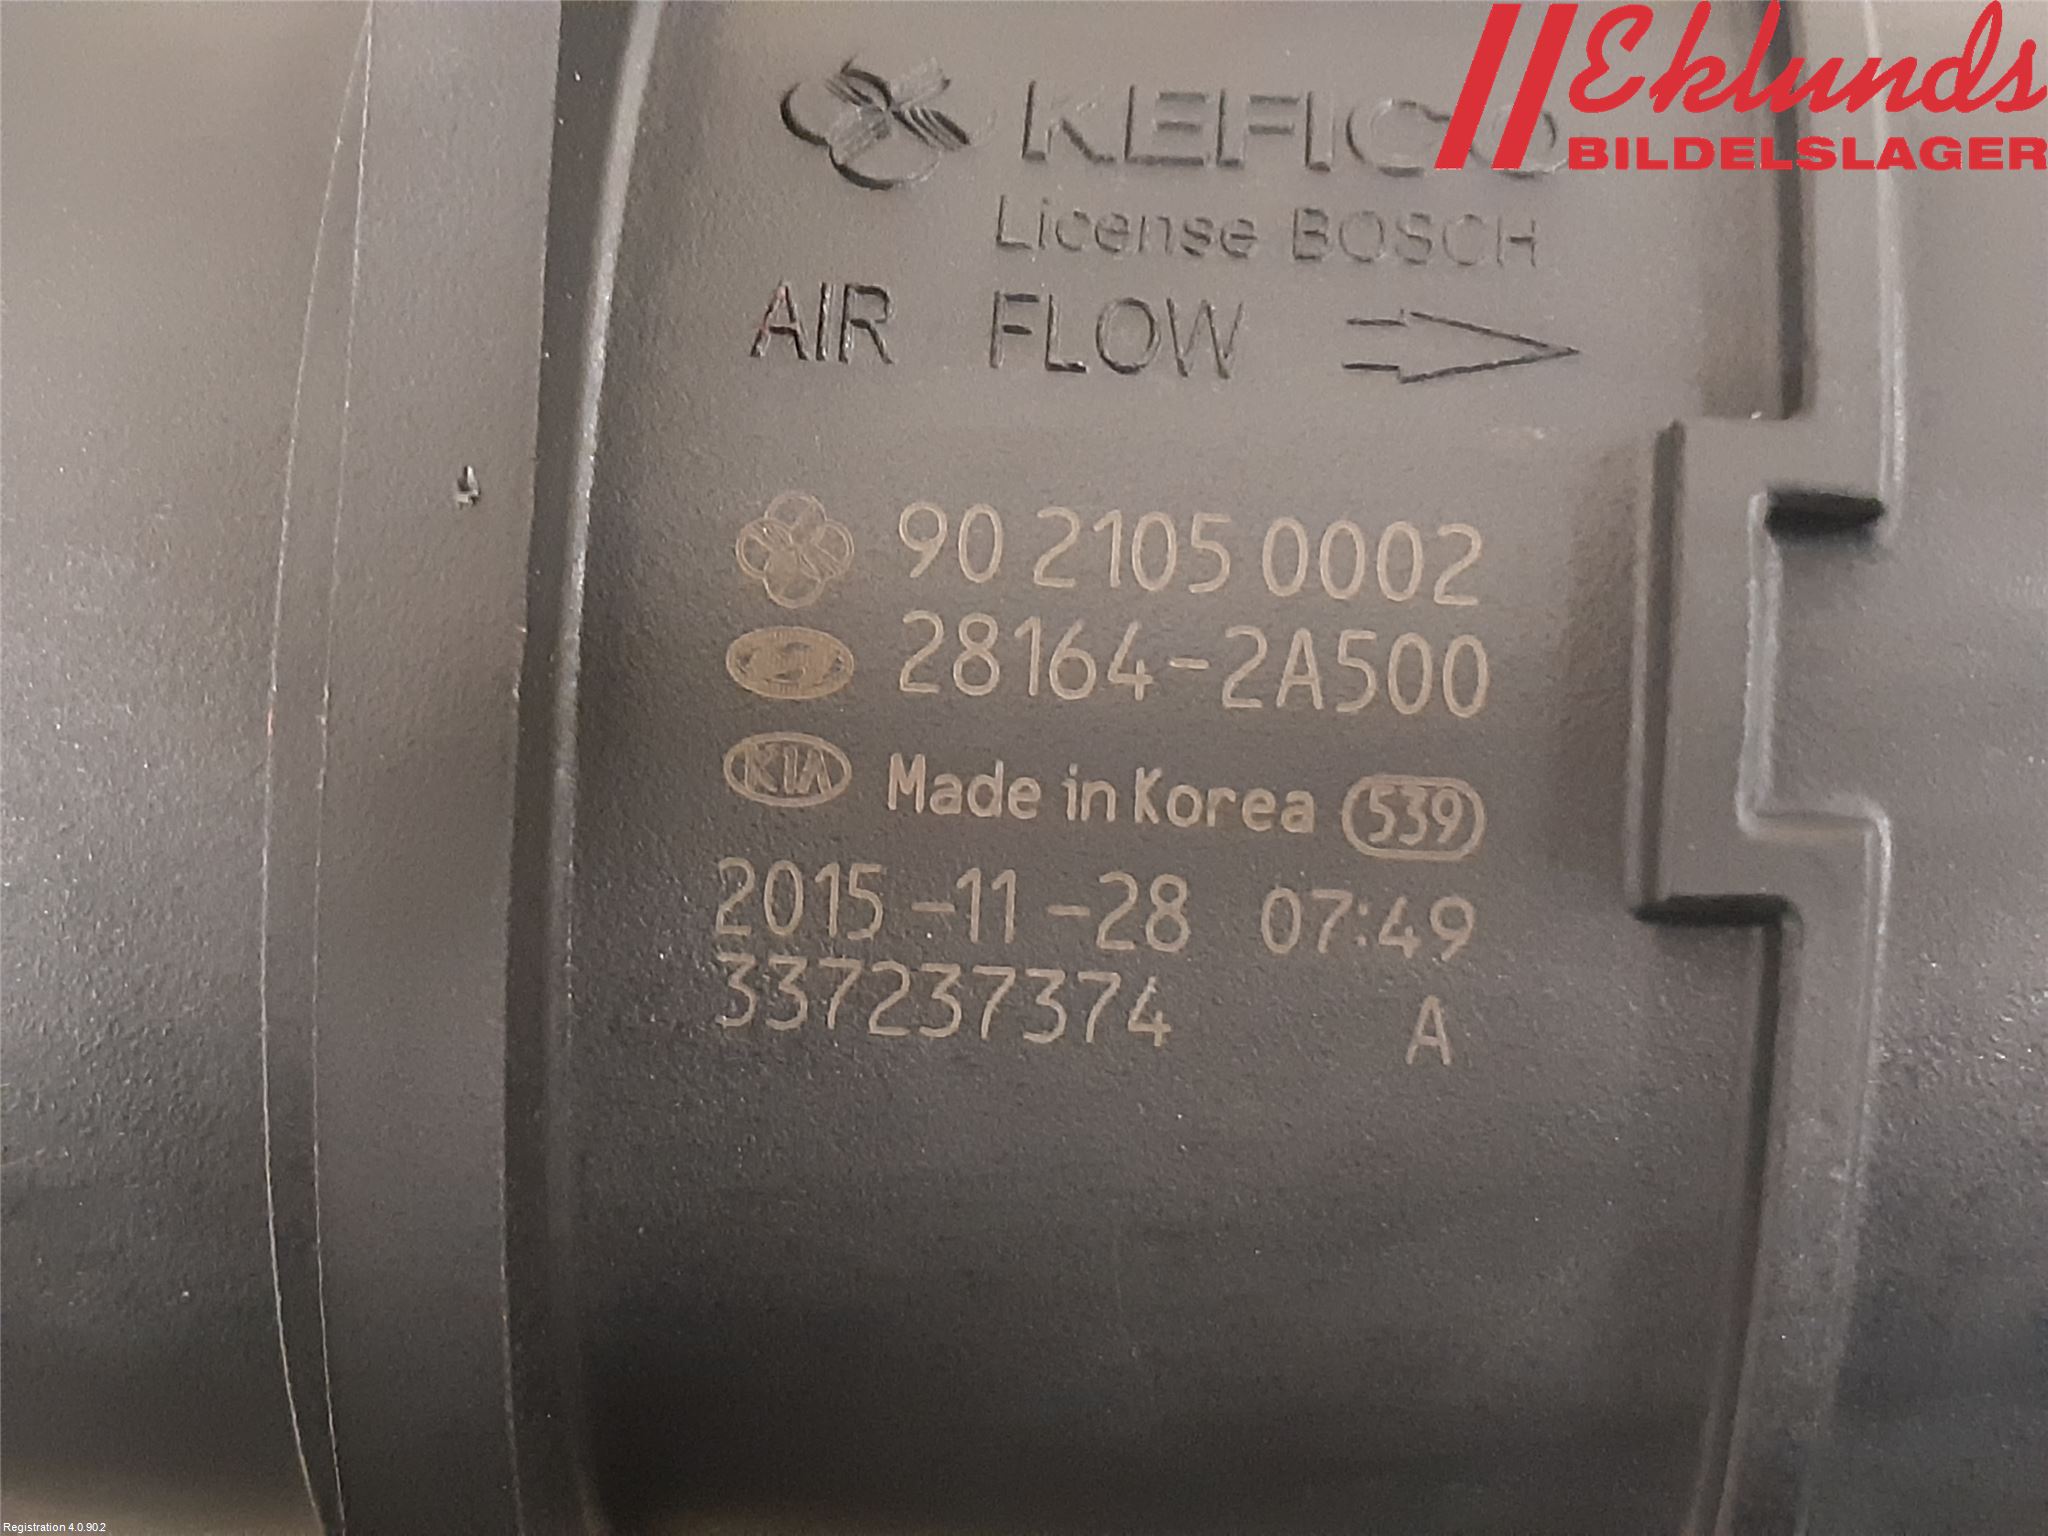 Eklunds
BILDELSLAGER
KEFICO
License BOSCH
AIR FLOW
90 2105 0002
28164-2A500
KIA Made in Korea 539
2015-11-28 07:49
337237374 A
Registration 4.0.90.2